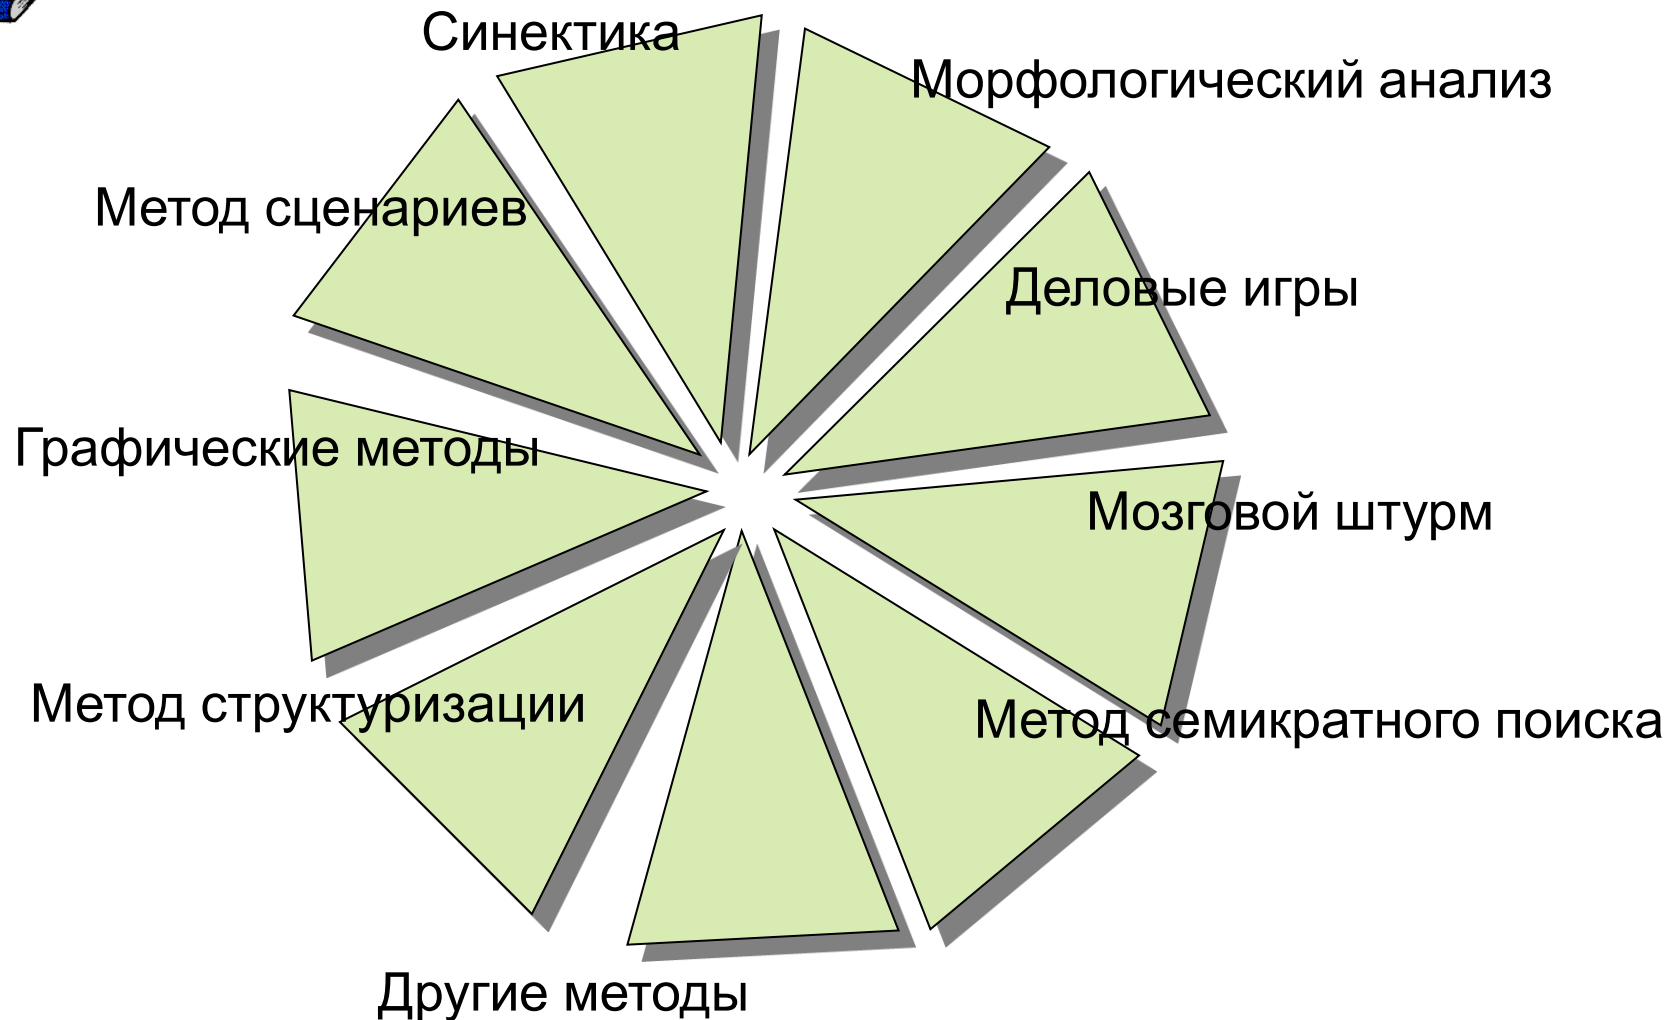 Синектика
Морфологический анализ
Метод сценариев
Деловые игры
Графические методы
Мозговой штурм
Метод структуризации
Метод семикратного поиска
Другие методы